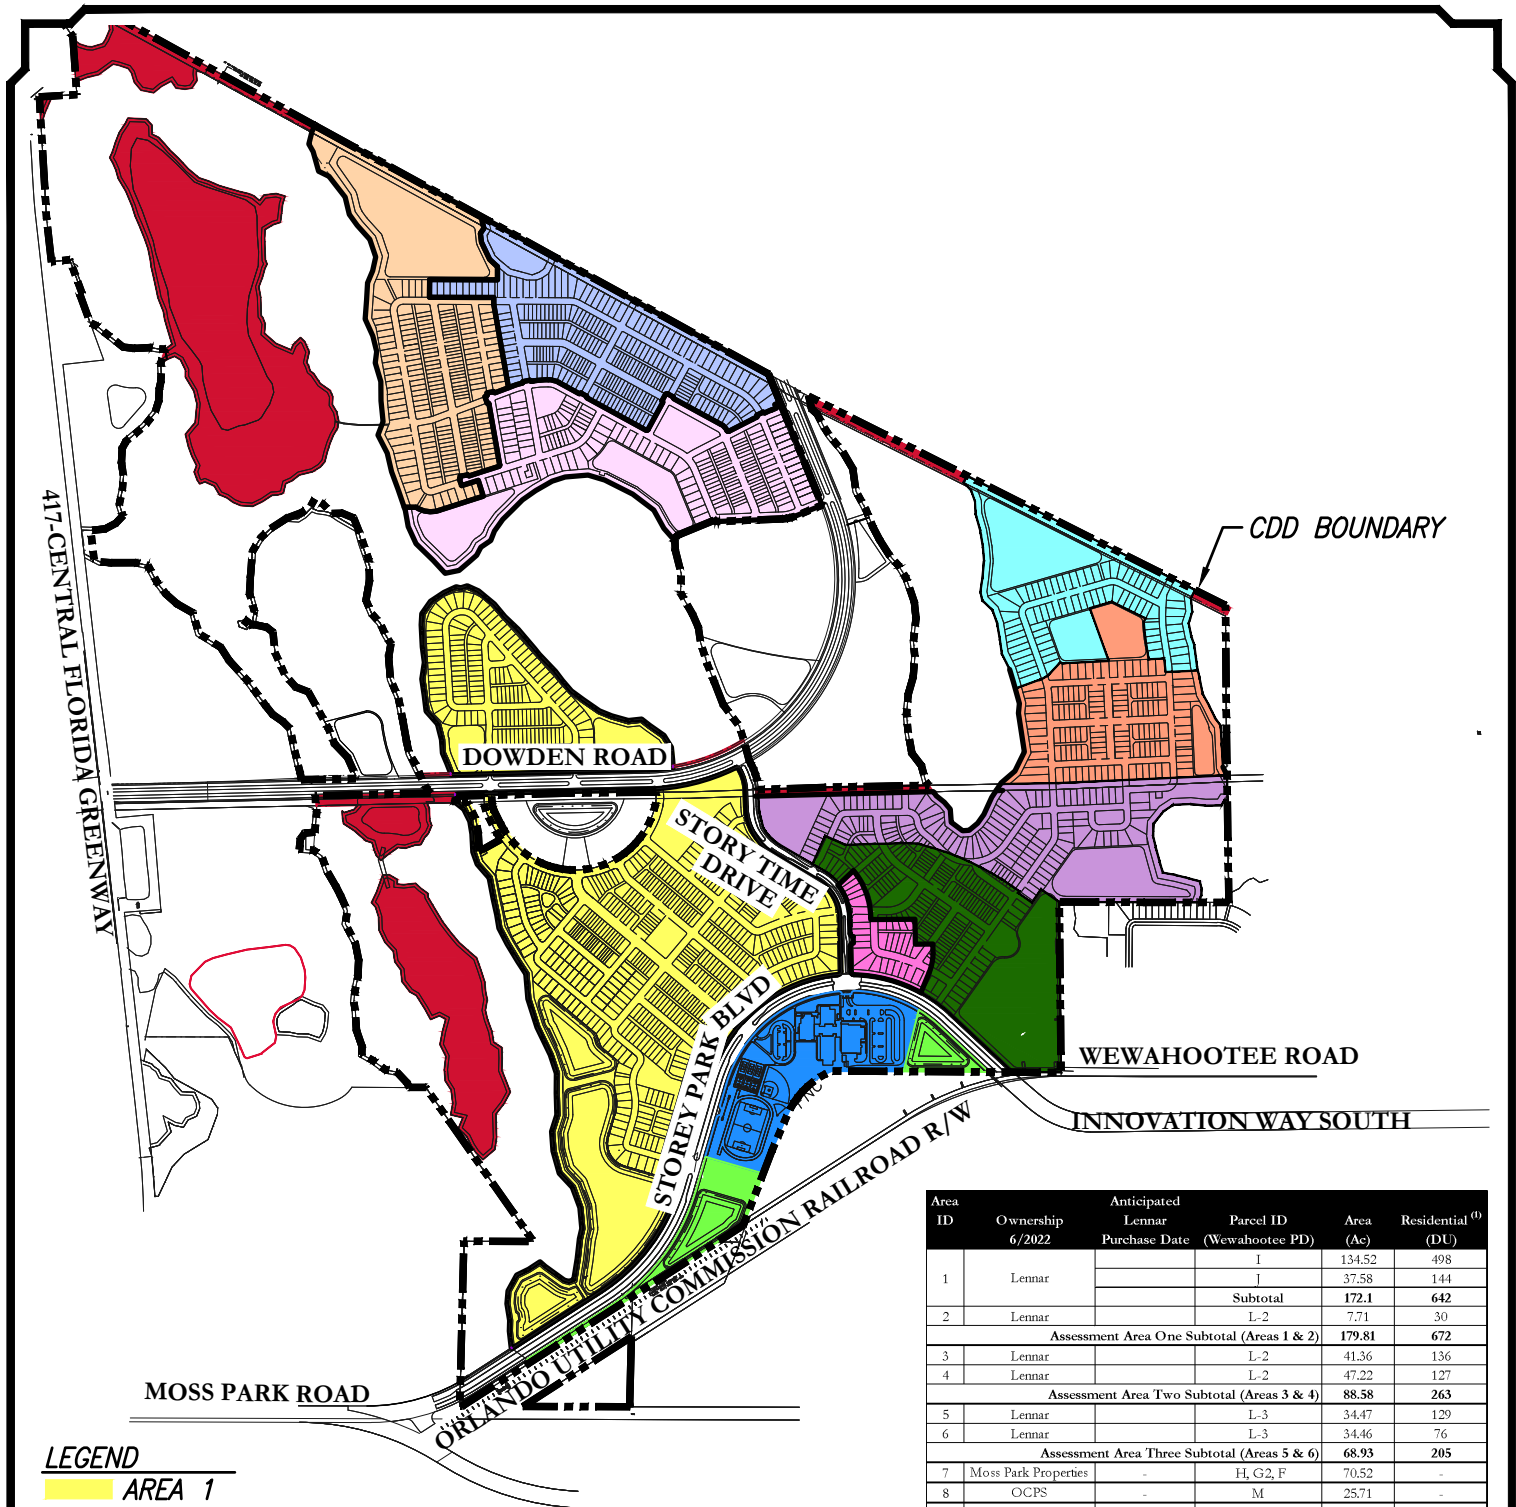 CDD BOUNDARY
417-CENTRAL FLORIDA GREENWAY
DOWDEN ROAD
STORY TIME
DRIVE
STOREY PARK BLVD
WEWAHOOTEE ROAD
INNOVATION WAY SOUTH
ORLANDO UTILITY COMMISSION RAILROAD R/W
MOSS PARK ROAD
LEGEND
AREA 1
Area ID Ownership 6/2022 Anticipated Lennar Purchase Date Parcel ID (Wewahootee PD) Area (Ac) Residential (1) (DU)
1 Lennar I 134.52 498
J 37.58 144
Subtotal 172.1 642
2 Lennar L-2 7.71 30
Assessment Area One Subtotal (Areas 1 & 2) 179.81 672
3 Lennar L-2 41.36 136
4 Lennar L-2 47.22 127
Assessment Area Two Subtotal (Areas 3 & 4) 88.58 263
5 Lennar L-3 34.47 129
6 Lennar L-3 34.46 76
Assessment Area Three Subtotal (Areas 5 & 6) 68.93 205
7 Moss Park Properties - H, G2, F 70.52 -
8 OCPS - M 25.71 -